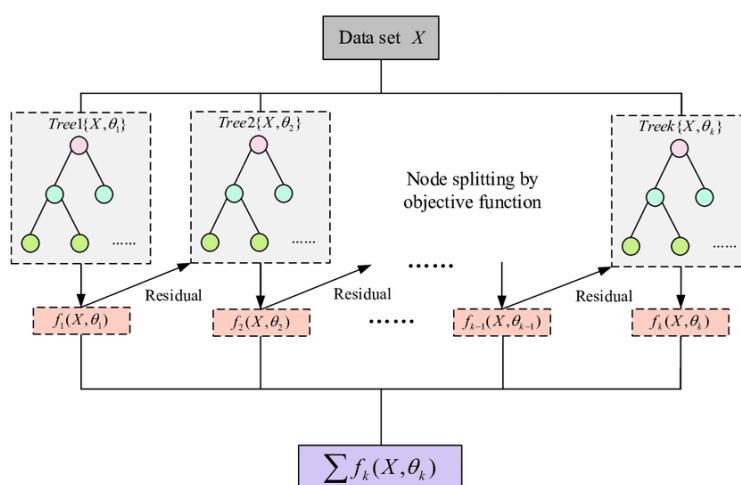 Data set X
Tree1{X,θ₁}
Tree2{X,θ₂}
Treek{X,θₖ}
Node splitting by
objective function
......
......
......
......
Residual
Residual
Residual
......
f₁(X,θ₁)
f₂(X,θ₂)
fₖ₋₁(X,θₖ₋₁)
fₖ(X,θₖ)
∑fₖ(X,θₖ)